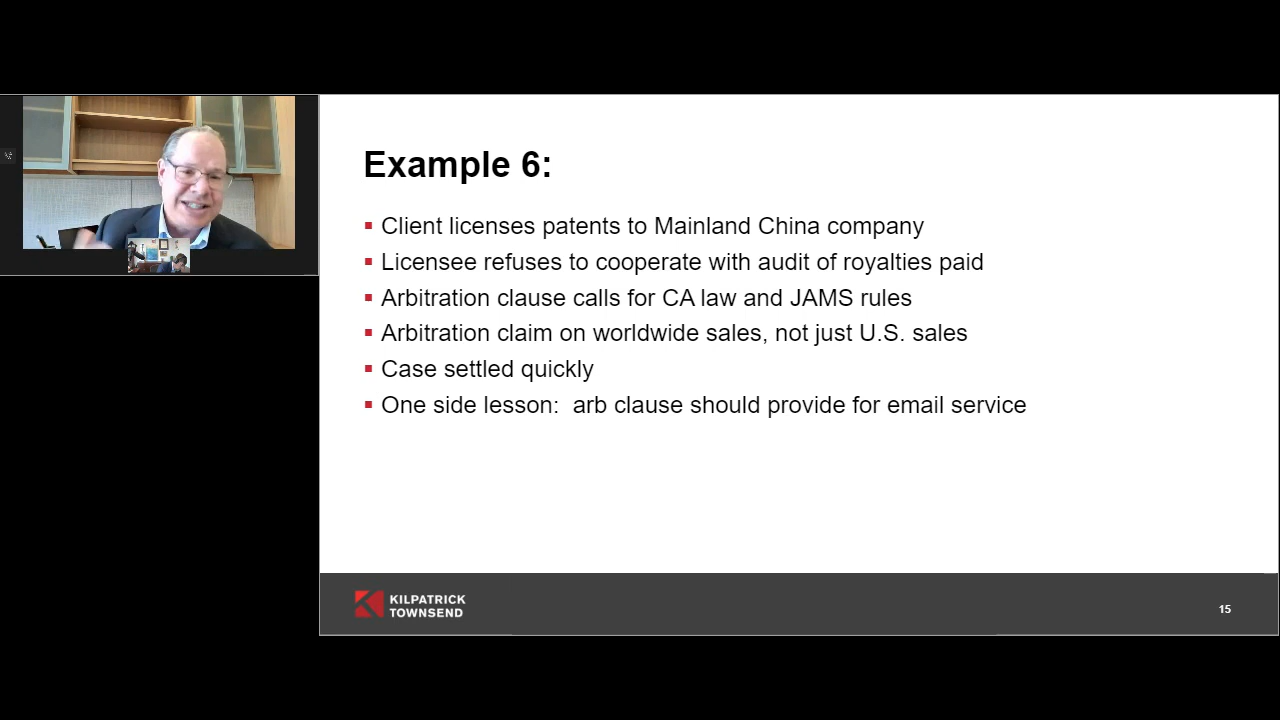 Example 6:
Client licenses patents to Mainland China company
Licensee refuses to cooperate with audit of royalties paid
Arbitration clause calls for CA law and JAMS rules
Arbitration claim on worldwide sales, not just U.S. sales
Case settled quickly
One side lesson:  arb clause should provide for email service
KILPATRICK
TOWNSEND
15